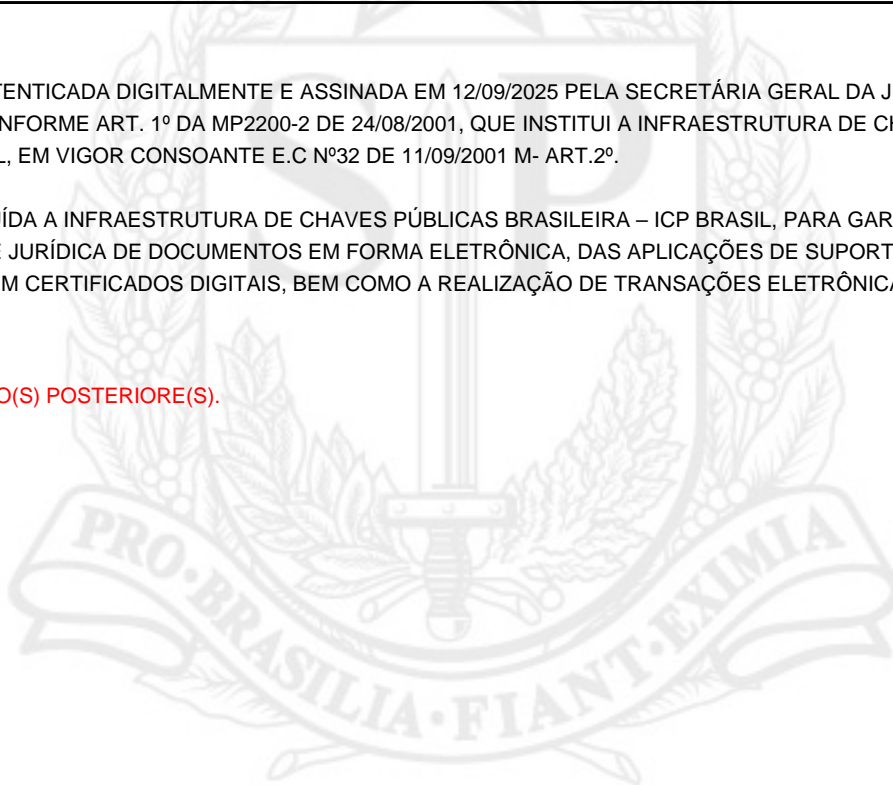 TENTICADA DIGITALMENTE E ASSINADA EM 12/09/2025 PELA SECRETÁRIA GERAL DA J
NFORME ART. 1º DA MP2200-2 DE 24/08/2001, QUE INSTITUI A INFRAESTRUTURA DE CH
L, EM VIGOR CONSOANTE E.C Nº32 DE 11/09/2001 M- ART.2º.
ÍDA A INFRAESTRUTURA DE CHAVES PÚBLICAS BRASILEIRA – ICP BRASIL, PARA GAR
E JURÍDICA DE DOCUMENTOS EM FORMA ELETRÔNICA, DAS APLICAÇÕES DE SUPORT
M CERTIFICADOS DIGITAIS, BEM COMO A REALIZAÇÃO DE TRANSAÇÕES ELETRÔNICA
O(S) POSTERIORE(S).
SP
PRO·BRASILIA·FIANT·EXIMIA